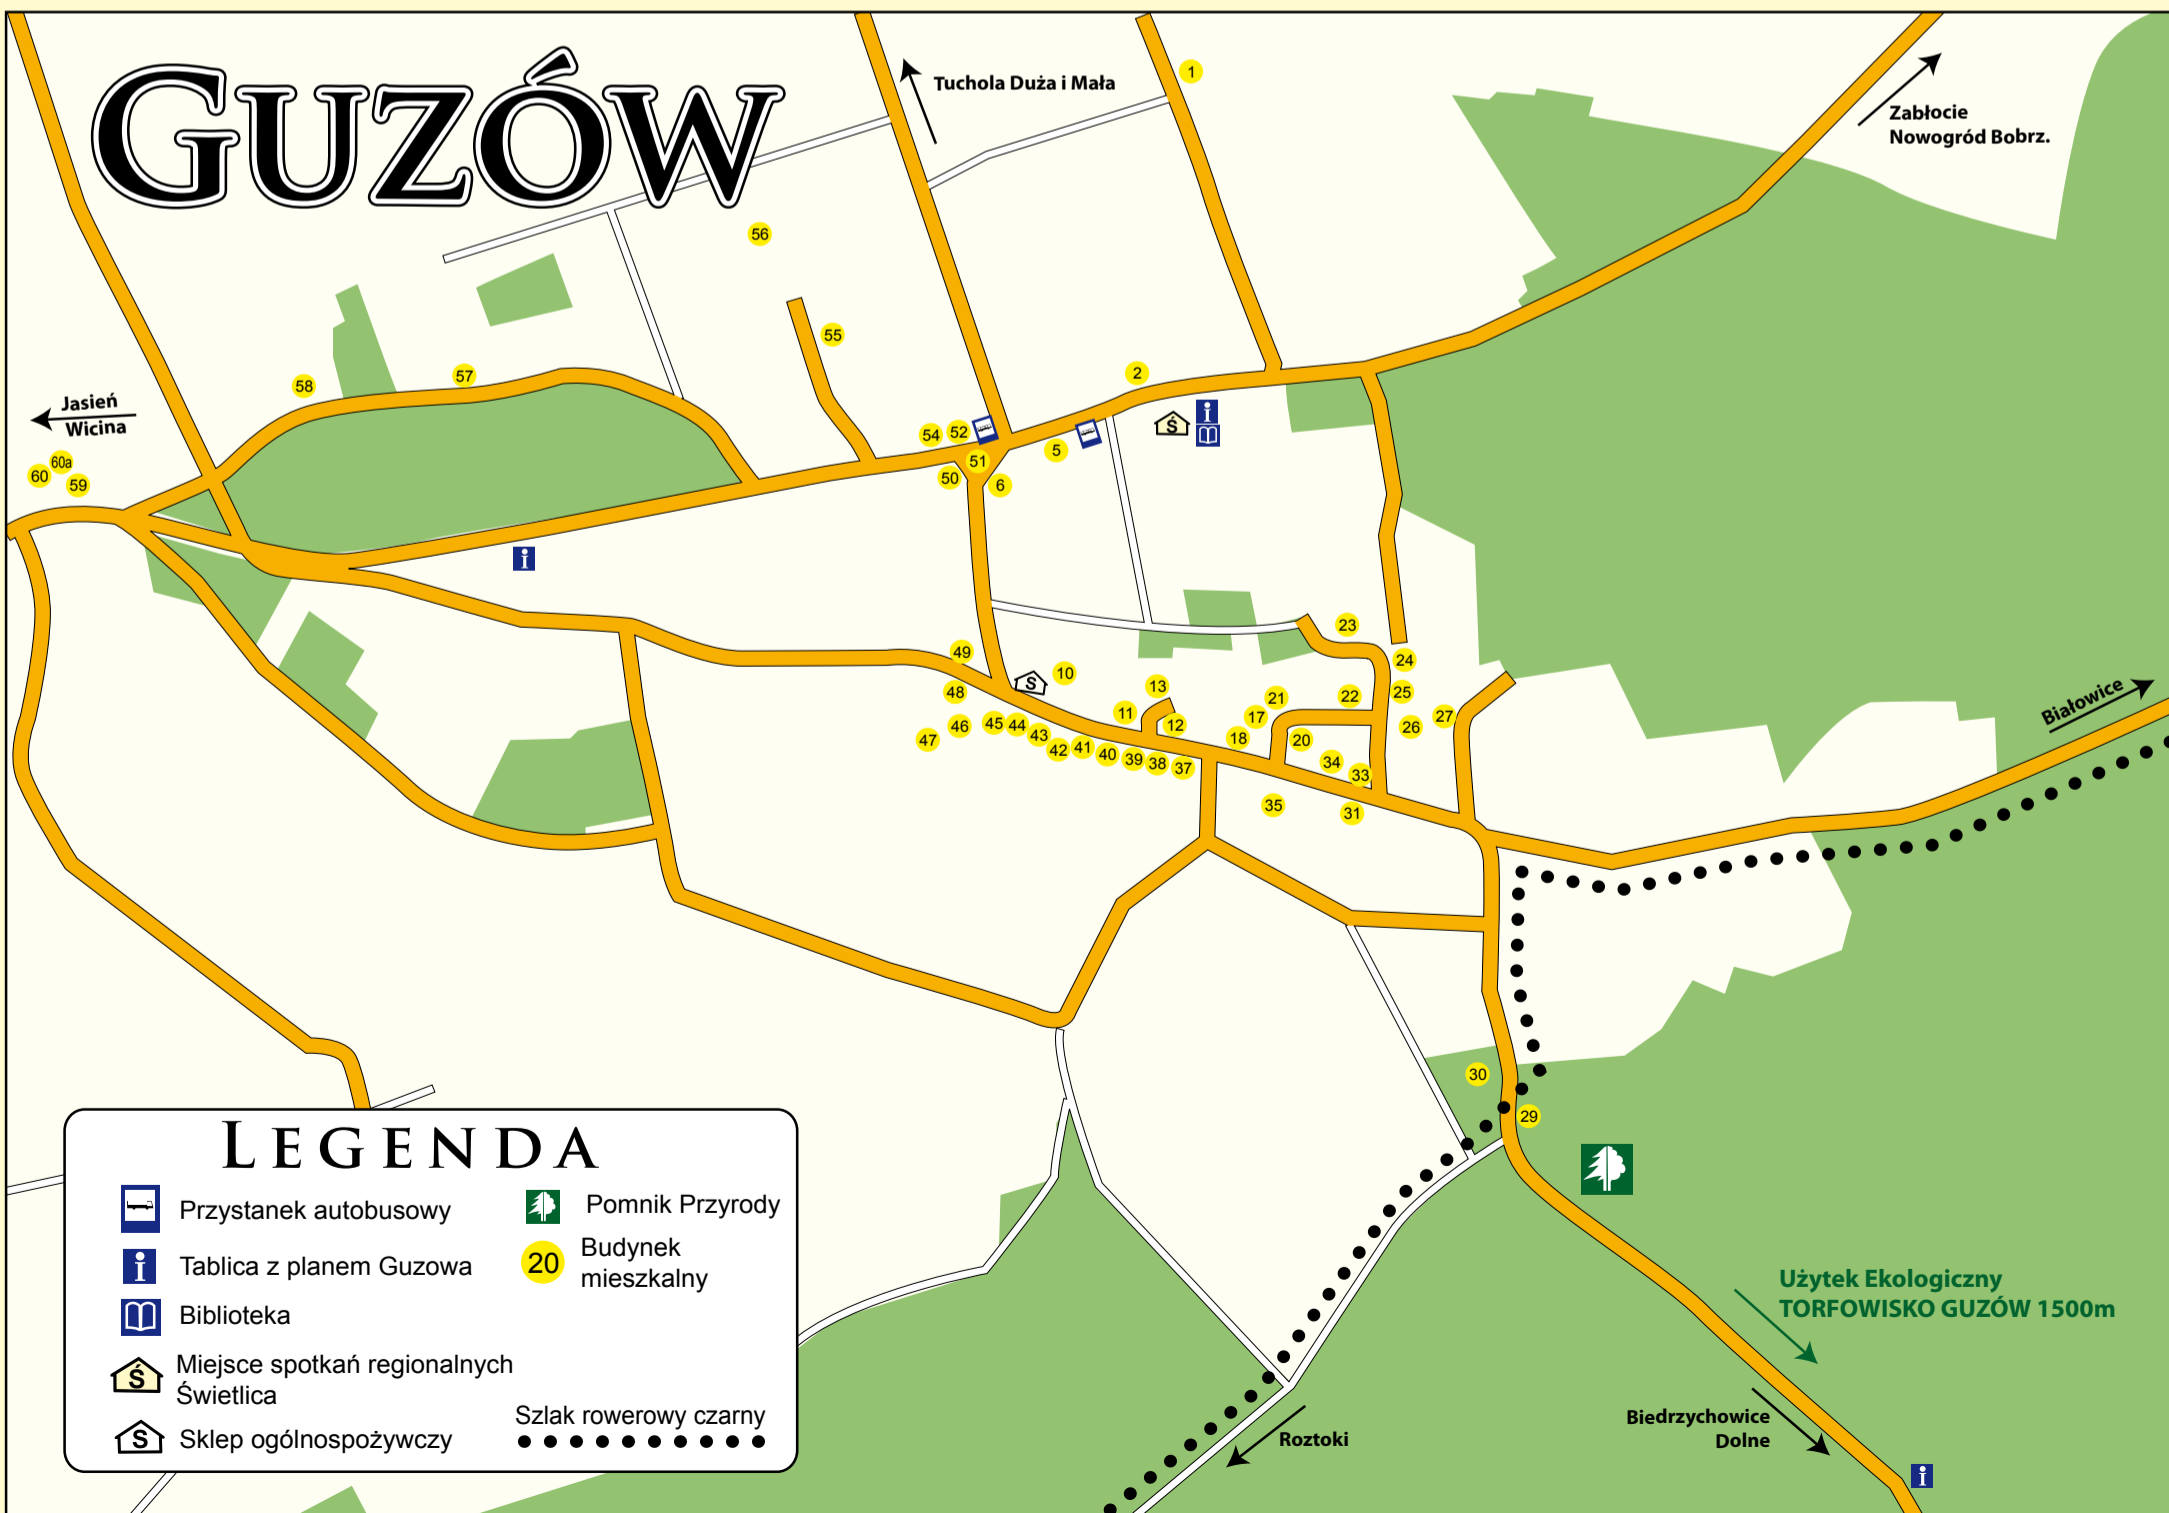 GUZÓW
Tuchola Duża i Mała
1
Zabłocie
Nowogród Bobrz.
56
55
2
58
57
Jasień
Wicina
Ś
i
54
52
5
51
60a
60
59
50
6
i
23
49
24
10
S
48
13
25
22
21
Białowice
11
17
27
12
46
45
44
26
47
43
18
20
42
41
40
39
38
37
34
33
35
31
30
29
LEGENDA
Przystanek autobusowy
i Tablica z planem Guzowa
Biblioteka
Ś Miejsce spotkań regionalnych
Świetlica
S Sklep ogólnospożywczy
Pomnik Przyrody
20 Budynek
mieszkalny
Szlak rowerowy czarny
Użytek Ekologiczny
TORFOWISKO GUZÓW 1500m
Biedrzychowice
Dolne
Roztoki
i